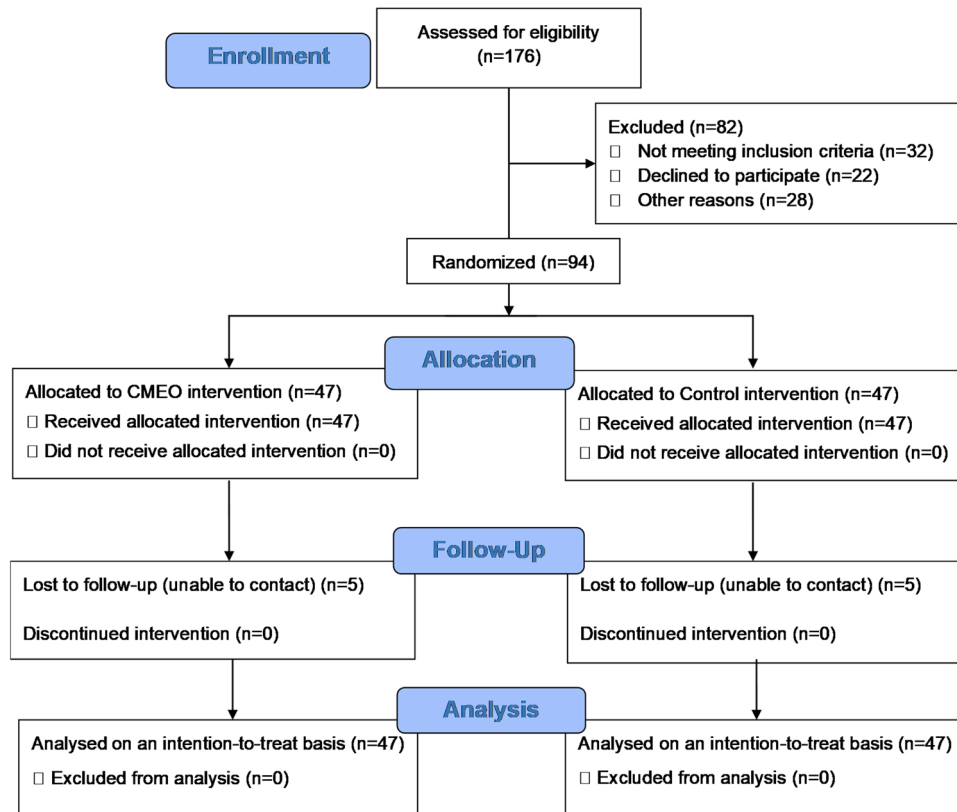 Enrollment
Assessed for eligibility
(n=176)
Excluded (n=82)
□ Not meeting inclusion criteria (n=32)
□ Declined to participate (n=22)
□ Other reasons (n=28)
Randomized (n=94)
Allocation
Allocated to CMEO intervention (n=47)
□ Received allocated intervention (n=47)
□ Did not receive allocated intervention (n=0)
Allocated to Control intervention (n=47)
□ Received allocated intervention (n=47)
□ Did not receive allocated intervention (n=0)
Follow-Up
Lost to follow-up (unable to contact) (n=5)
Discontinued intervention (n=0)
Lost to follow-up (unable to contact) (n=5)
Discontinued intervention (n=0)
Analysis
Analysed on an intention-to-treat basis (n=47)
□ Excluded from analysis (n=0)
Analysed on an intention-to-treat basis (n=47)
□ Excluded from analysis (n=0)